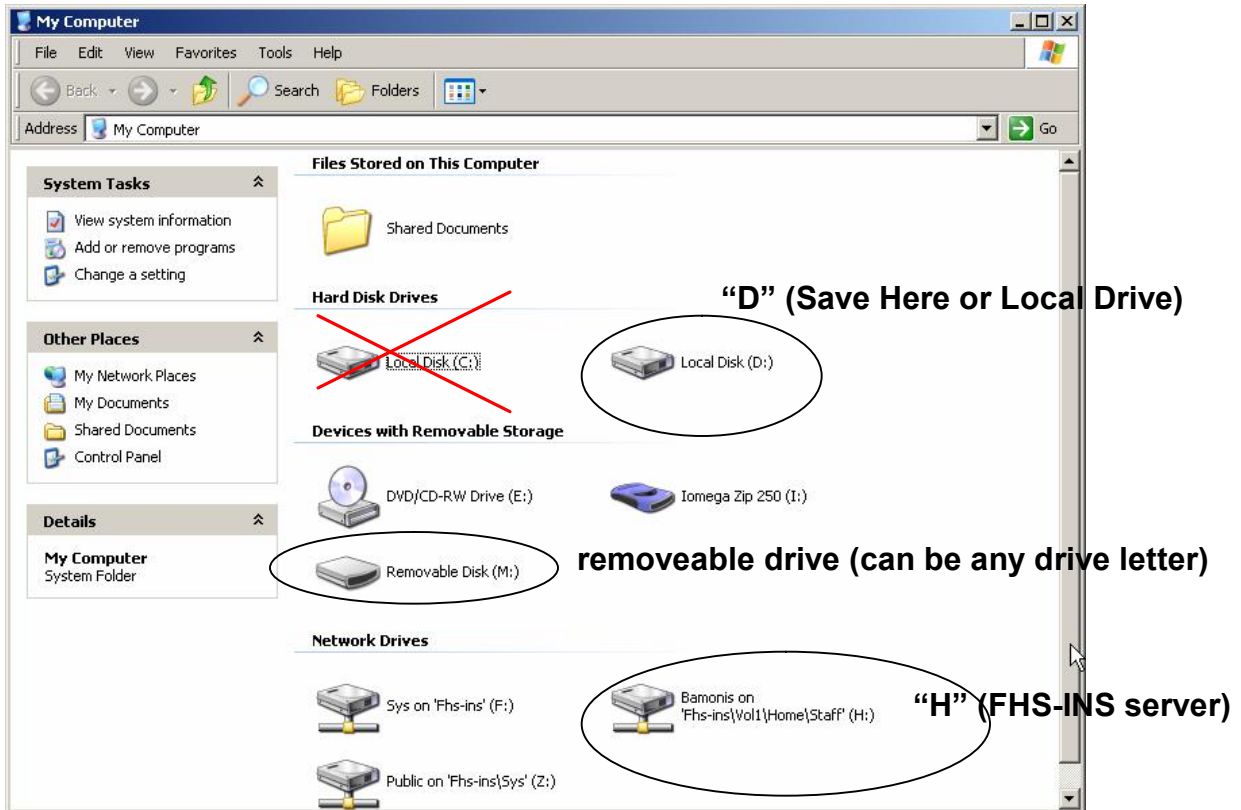 My Computer
File Edit View Favorites Tools Help
Back Search Folders
Address My Computer Go
System Tasks
View system information
Add or remove programs
Change a setting
Other Places
My Network Places
My Documents
Shared Documents
Control Panel
Details
My Computer
System Folder
Files Stored on This Computer
Shared Documents
Hard Disk Drives
“D” (Save Here or Local Drive)
Local Disk (C:)
Local Disk (D:)
Devices with Removable Storage
DVD/CD-RW Drive (E:)
Iomega Zip 250 (I:)
Removable Disk (M:)
removeable drive (can be any drive letter)
Network Drives
Sys on 'Fhs-ins' (F:)
Bamonis on
'Fhs-ins\Vol1\Home\Staff' (H:)
“H” (FHS-INS server)
Public on 'Fhs-ins\Sys' (Z:)